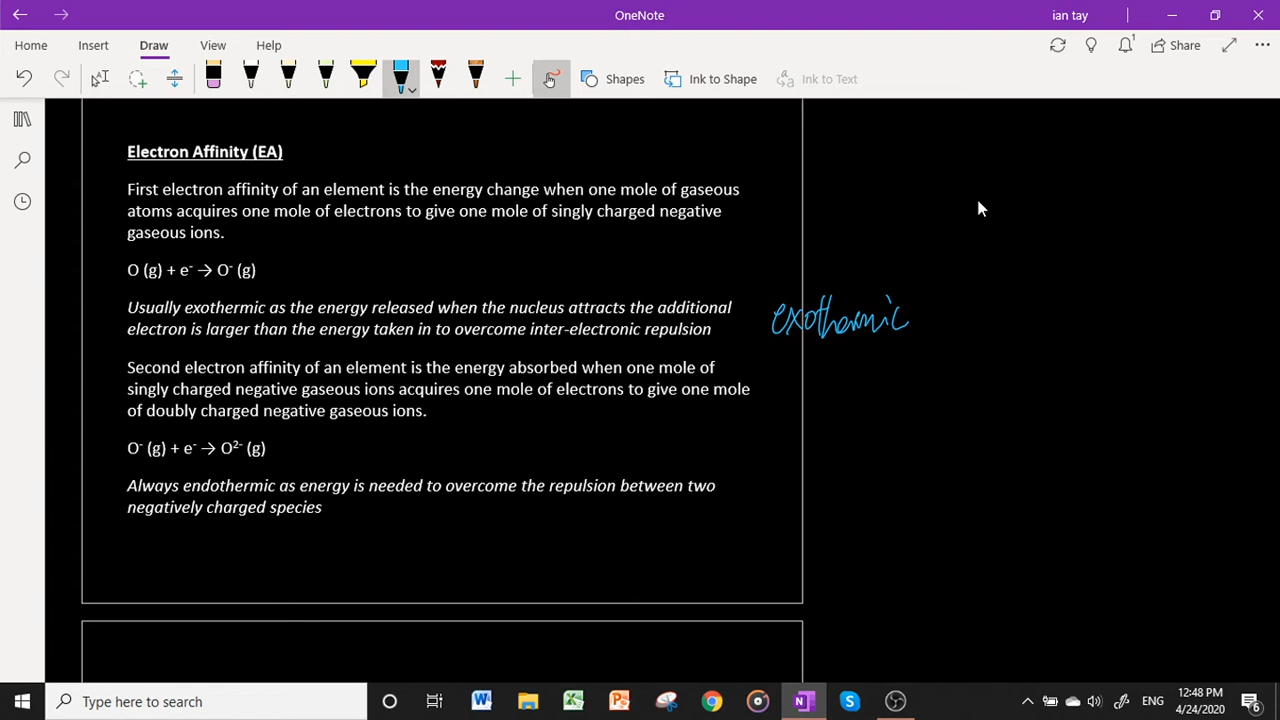 OneNote
ian tay
Home Insert Draw View Help
1
Share
Shapes
Ink to Shape
Ink to Text
Electron Affinity (EA)
First electron affinity of an element is the energy change when one mole of gaseous
atoms acquires one mole of electrons to give one mole of singly charged negative
gaseous ions.
O (g) + e⁻ → O⁻ (g)
Usually exothermic as the energy released when the nucleus attracts the additional
electron is larger than the energy taken in to overcome inter-electronic repulsion
exothermic
Second electron affinity of an element is the energy absorbed when one mole of
singly charged negative gaseous ions acquires one mole of electrons to give one mole
of doubly charged negative gaseous ions.
O⁻ (g) + e⁻ → O²⁻ (g)
Always endothermic as energy is needed to overcome the repulsion between two
negatively charged species
Type here to search
ENG
12:48 PM
4/24/2020
6